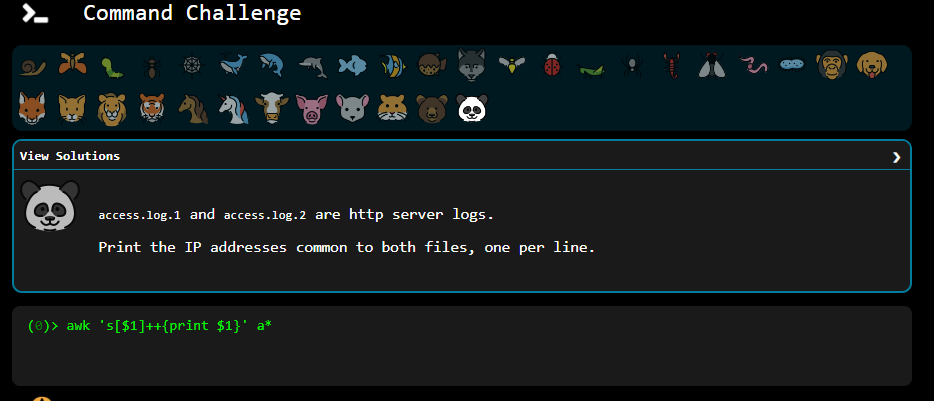 Command Challenge
View Solutions
access.log.1 and access.log.2 are http server logs.
Print the IP addresses common to both files, one per line.
(0)> awk 's[$1]++{print $1}' a*